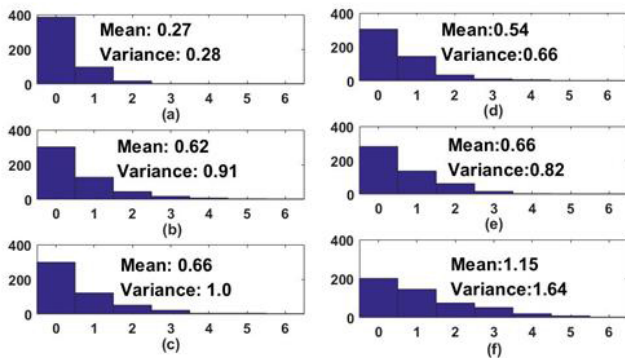 400
Mean: 0.27
200
Variance: 0.28
0
0 1 2 3 4 5 6
(a)
400
Mean: 0.62
200
Variance: 0.91
0
0 1 2 3 4 5 6
(b)
400
Mean: 0.66
200
Variance: 1.0
0
0 1 2 3 4 5 6
(c)
400
Mean:0.54
200
Variance:0.66
0
0 1 2 3 4 5 6
(d)
400
Mean:0.66
200
Variance:0.82
0
0 1 2 3 4 5 6
(e)
400
Mean:1.15
200
Variance:1.64
0
0 1 2 3 4 5 6
(f)